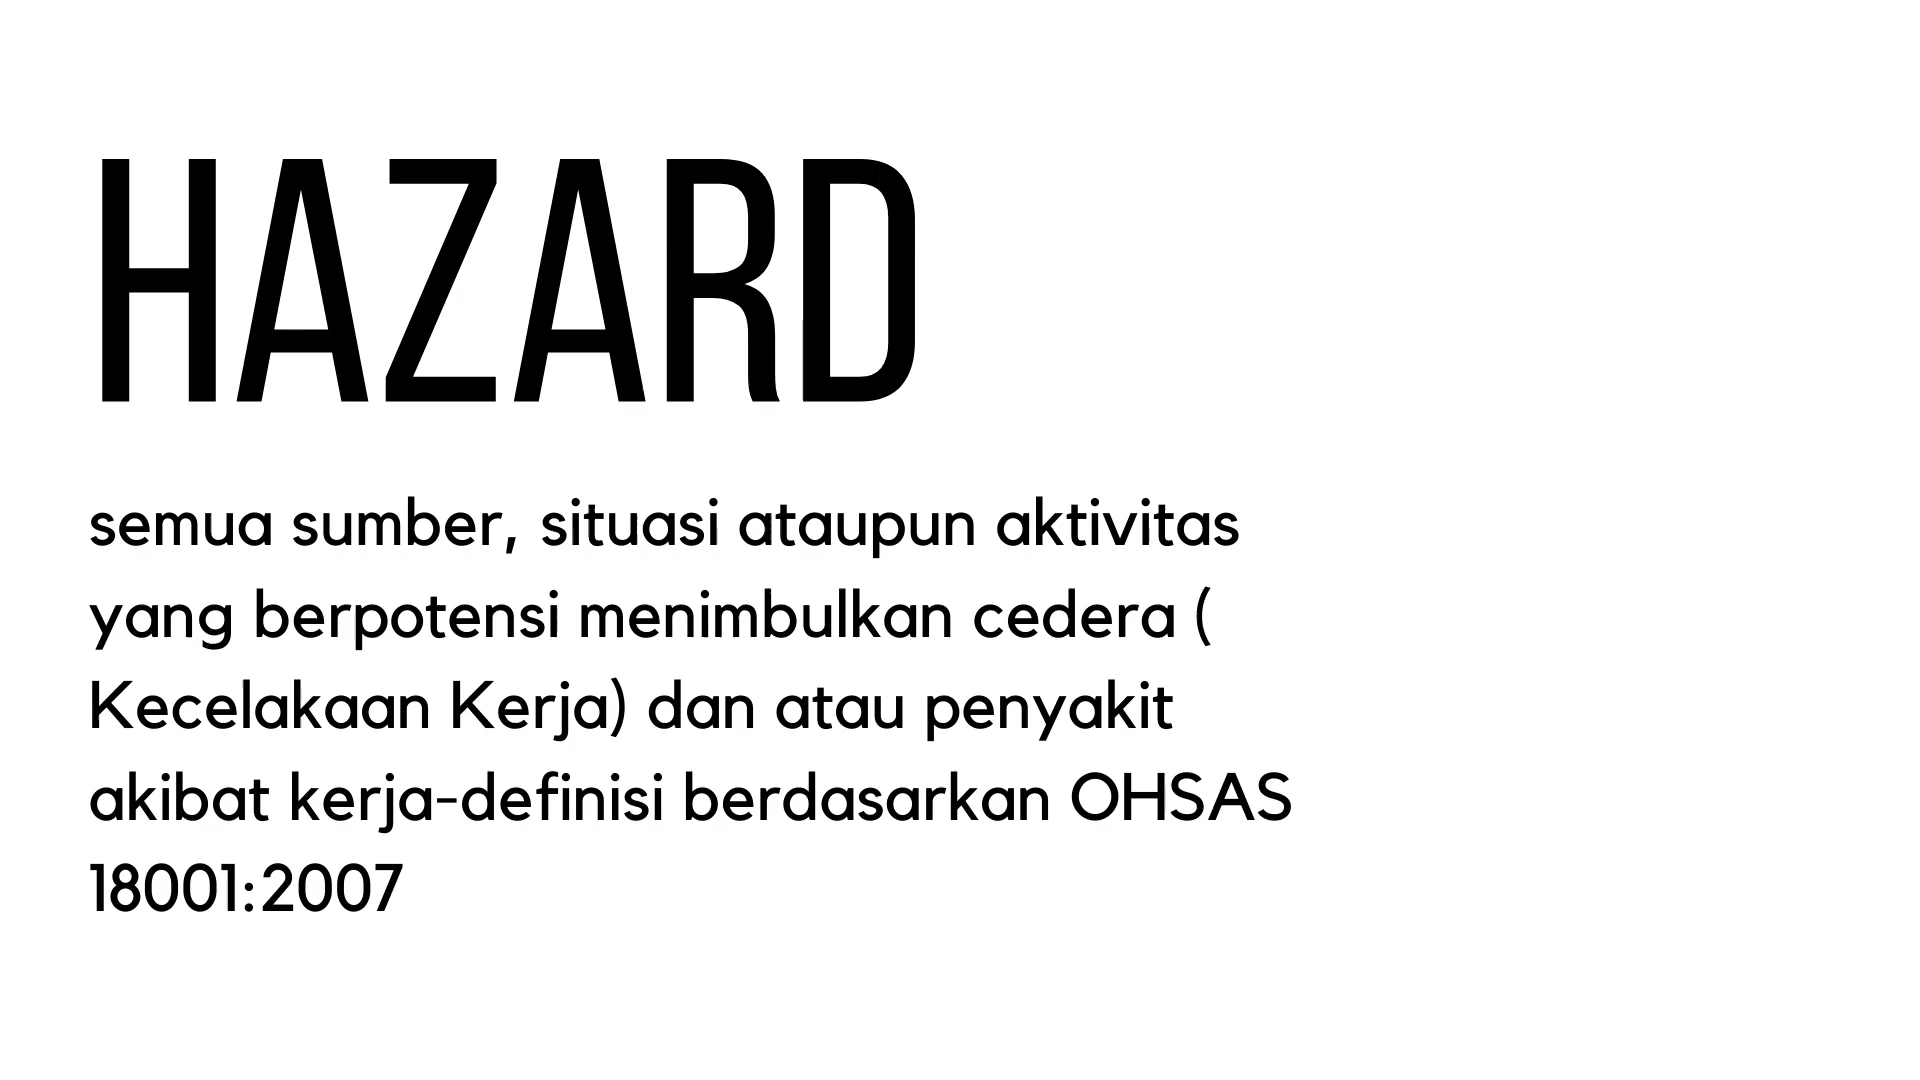 HAZARD
semua sumber, situasi ataupun aktivitas
yang berpotensi menimbulkan cedera (
Kecelakaan Kerja) dan atau penyakit
akibat kerja-definisi berdasarkan OHSAS
18001:2007